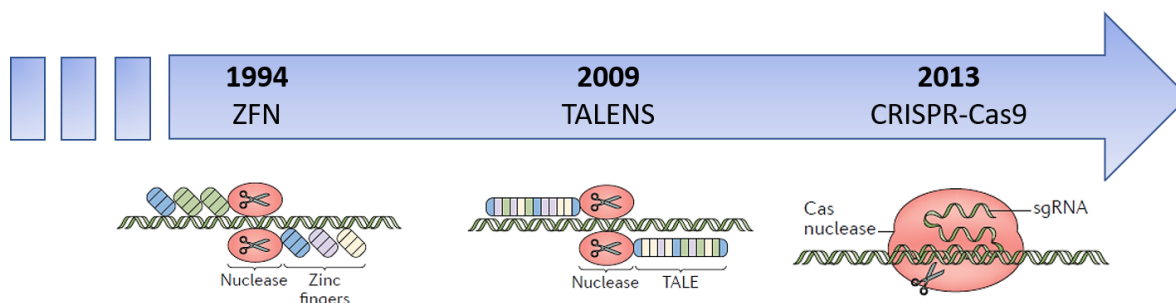 1994
ZFN
2009
TALENS
2013
CRISPR-Cas9
Nuclease
Zinc
fingers
Nuclease
TALE
Cas
nuclease
sgRNA